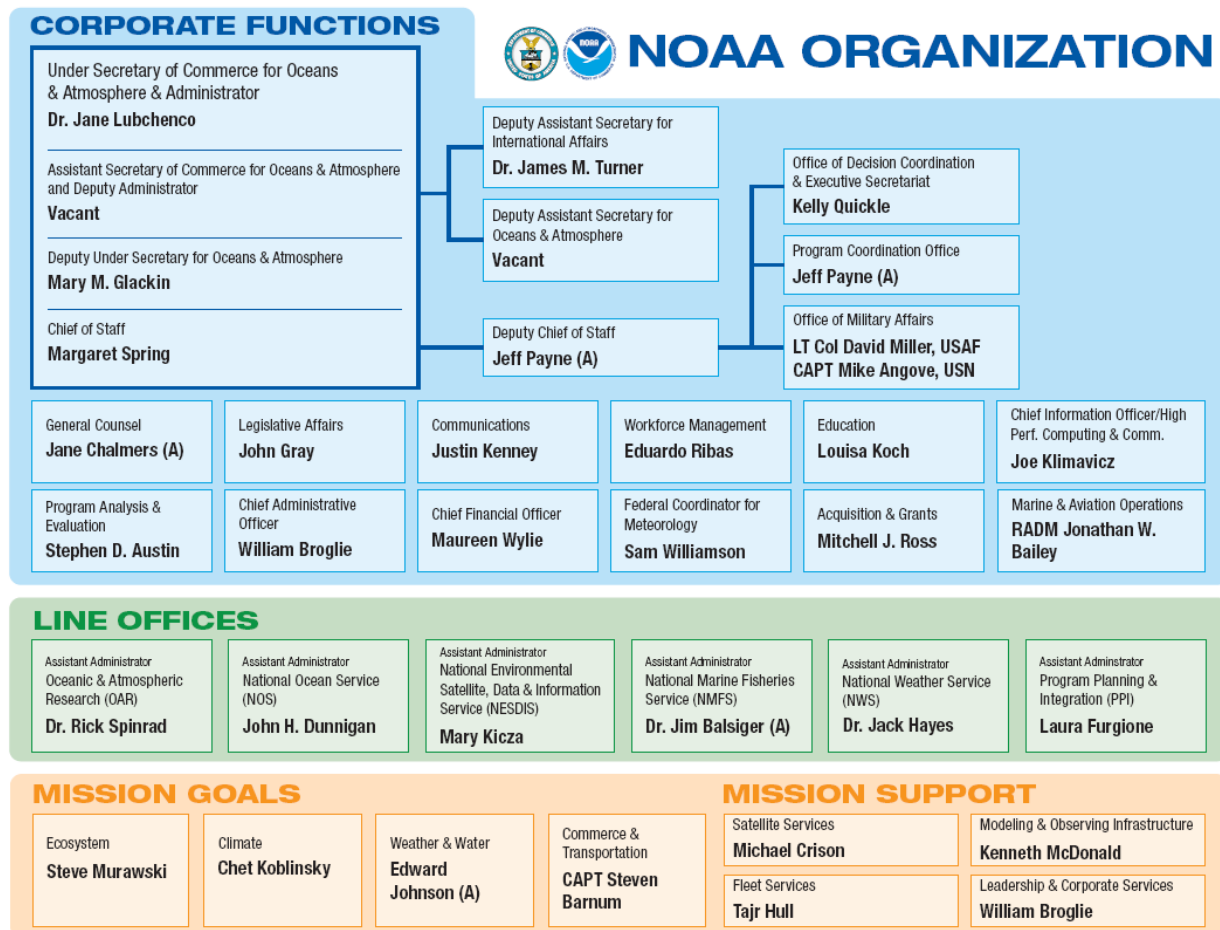 CORPORATE FUNCTIONS
NOAA ORGANIZATION
noaa
Under Secretary of Commerce for Oceans
& Atmosphere & Administrator
Dr. Jane Lubchenco
Assistant Secretary of Commerce for Oceans & Atmosphere
and Deputy Administrator
Vacant
Deputy Under Secretary for Oceans & Atmosphere
Mary M. Glackin
Chief of Staff
Margaret Spring
Deputy Assistant Secretary for
International Affairs
Dr. James M. Turner
Deputy Assistant Secretary for
Oceans & Atmosphere
Vacant
Deputy Chief of Staff
Jeff Payne (A)
Office of Decision Coordination
& Executive Secretariat
Kelly Quickle
Program Coordination Office
Jeff Payne (A)
Office of Military Affairs
LT Col David Miller, USAF
CAPT Mike Angove, USN
General Counsel
Jane Chalmers (A)
Legislative Affairs
John Gray
Communications
Justin Kenney
Workforce Management
Eduardo Ribas
Education
Louisa Koch
Chief Information Officer/High
Perf. Computing & Comm.
Joe Klimavicz
Program Analysis &
Evaluation
Stephen D. Austin
Chief Administrative
Officer
William Broglie
Chief Financial Officer
Maureen Wylie
Federal Coordinator for
Meteorology
Sam Williamson
Acquisition & Grants
Mitchell J. Ross
Marine & Aviation Operations
RADM Jonathan W.
Bailey
LINE OFFICES
Assistant Administrator
Oceanic & Atmospheric
Research (OAR)
Dr. Rick Spinrad
Assistant Administrator
National Ocean Service
(NOS)
John H. Dunnigan
Assistant Administrator
National Environmental
Satellite, Data & Information
Service (NESDIS)
Mary Kicza
Assistant Adminstrator
National Marine Fisheries
Service (NMFS)
Dr. Jim Balsiger (A)
Assistant Adminstrator
National Weather Service
(NWS)
Dr. Jack Hayes
Assistant Adminstrator
Program Planning &
Integration (PPI)
Laura Furgione
MISSION GOALS
Ecosystem
Steve Murawski
Climate
Chet Koblinsky
Weather & Water
Edward
Johnson (A)
Commerce &
Transportation
CAPT Steven
Barnum
MISSION SUPPORT
Satellite Services
Michael Crison
Modeling & Observing Infrastructure
Kenneth McDonald
Fleet Services
Tajr Hull
Leadership & Corporate Services
William Broglie